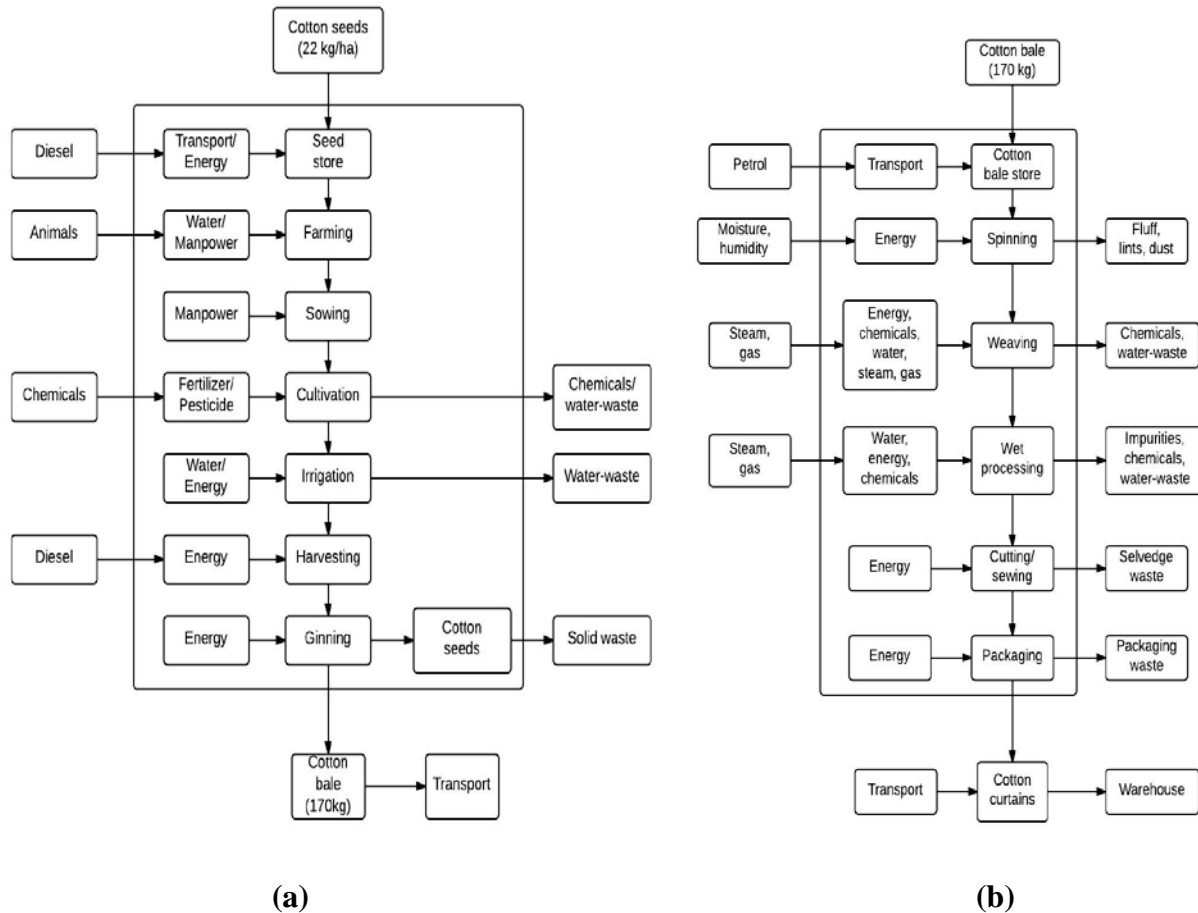 Cotton seeds
(22 kg/ha)
Diesel
Transport/
Energy
Seed
store
Animals
Water/
Manpower
Farming
Manpower
Sowing
Chemicals
Fertilizer/
Pesticide
Cultivation
Chemicals/
water-waste
Water/
Energy
Irrigation
Water-waste
Diesel
Energy
Harvesting
Energy
Ginning
Cotton
seeds
Solid waste
Cotton
bale
(170kg)
Transport
(a)
Cotton bale
(170 kg)
Petrol
Transport
Cotton
bale store
Moisture,
humidity
Energy
Spinning
Fluff,
lints, dust
Steam,
gas
Energy,
chemicals,
water,
steam, gas
Weaving
Chemicals,
water-waste
Steam,
gas
Water,
energy,
chemicals
Wet
processing
Impurities,
chemicals,
water-waste
Energy
Cutting/
sewing
Selvedge
waste
Energy
Packaging
Packaging
waste
Transport
Cotton
curtains
Warehouse
(b)